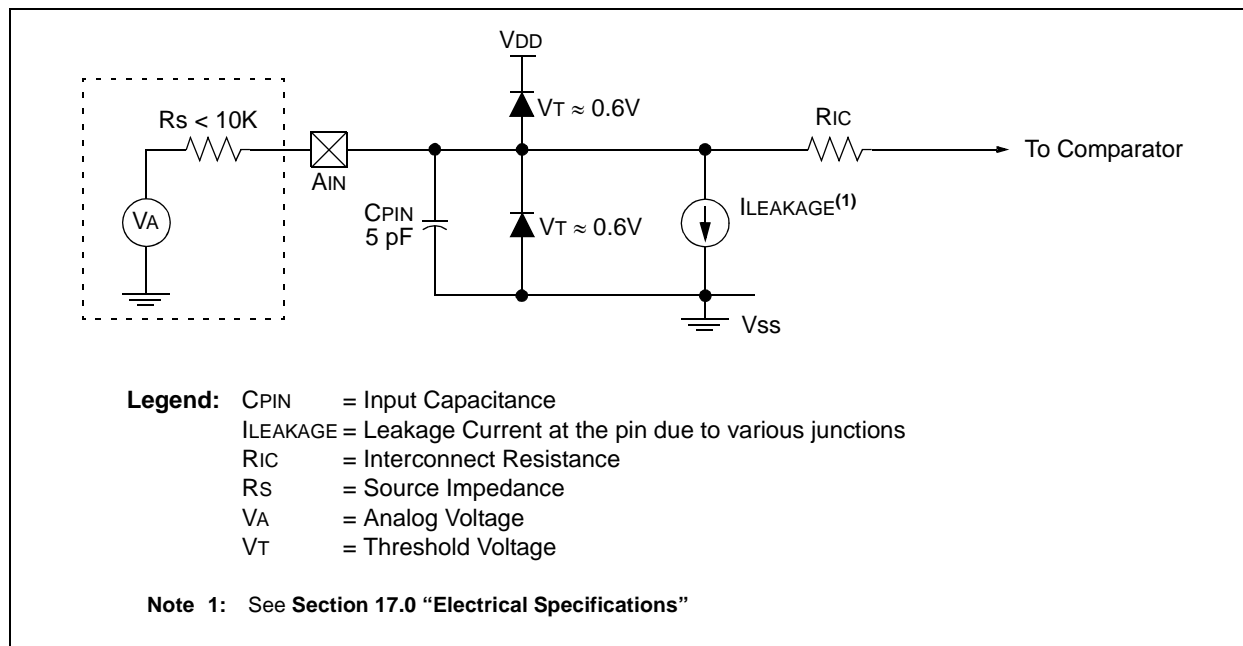 VDD
VT ≈ 0.6V
RS < 10K
RIC
To Comparator
AIN
VA
CPIN
5 pF
VT ≈ 0.6V
ILEAKAGE(1)
VSS
Legend: CPIN = Input Capacitance
ILEAKAGE = Leakage Current at the pin due to various junctions
RIC = Interconnect Resistance
RS = Source Impedance
VA = Analog Voltage
VT = Threshold Voltage
Note 1: See Section 17.0 “Electrical Specifications”